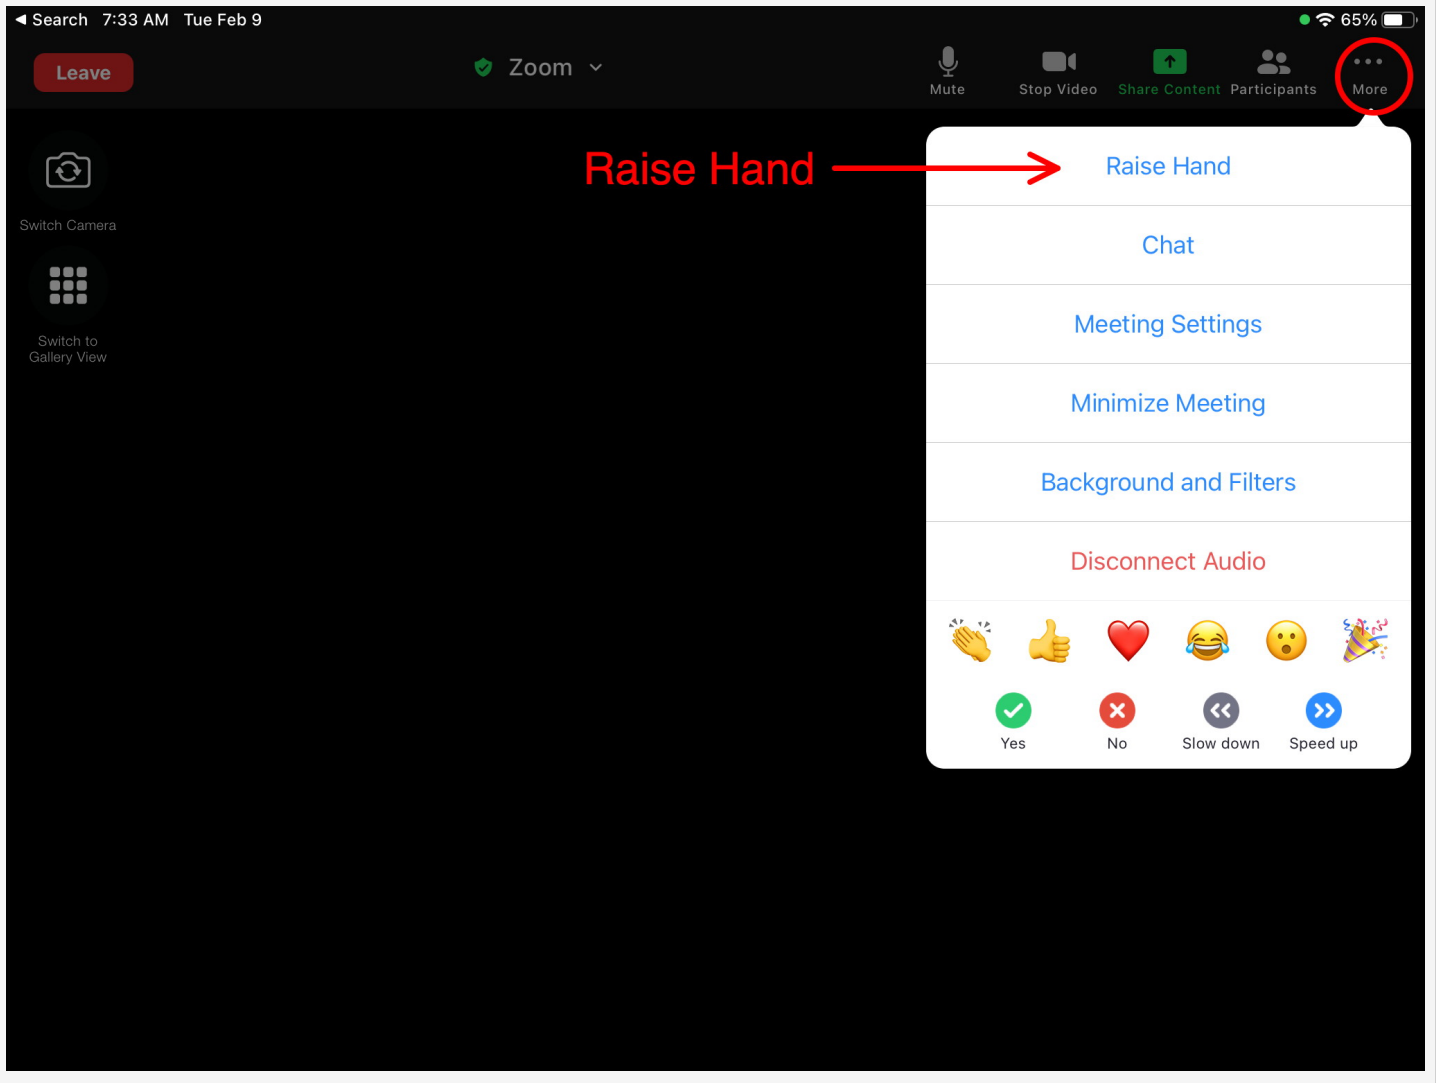 Search 7:33 AM Tue Feb 9
65%
Leave
Zoom
Mute
Stop Video
Share Content
Participants
More
Switch Camera
Switch to
Gallery View
Raise Hand
Raise Hand
Chat
Meeting Settings
Minimize Meeting
Background and Filters
Disconnect Audio
Yes
No
Slow down
Speed up